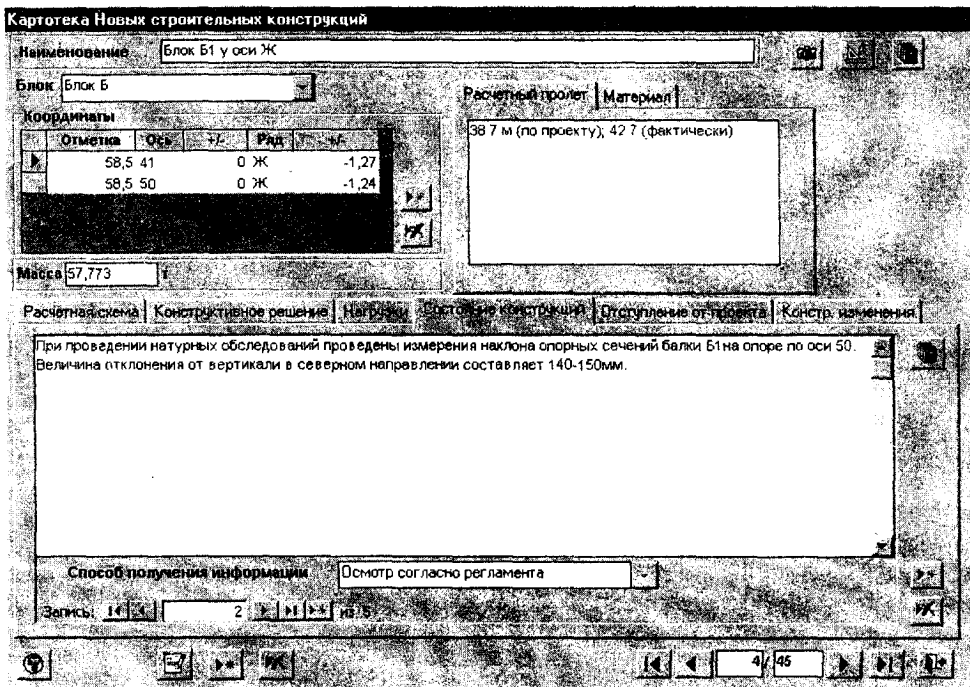 Картотека Новых строительных конструкций
Наименование Блок Б1 у оси Ж
Блок Блок Б
Координаты
Отметка Ось +/- Ряд +/-
58,5 41 0 Ж -1,27
58,5 50 0 Ж -1,24
Масса 57,773 т
Расчетный пролет Материал
38 7 м (по проекту); 42 7 (фактически)
Расчетная схема Конструктивное решение Нагрузки Состояние конструкций Отступление от проекта Констр. изменения
При проведении натурных обследований проведены измерения наклона опорных сечений балки Б1 на опоре по оси 50.
Величина отклонения от вертикали в северном направлении составляет 140-150мм.
Способ получения информации Осмотр согласно регламента
Запись: 2 из 5
4 / 45